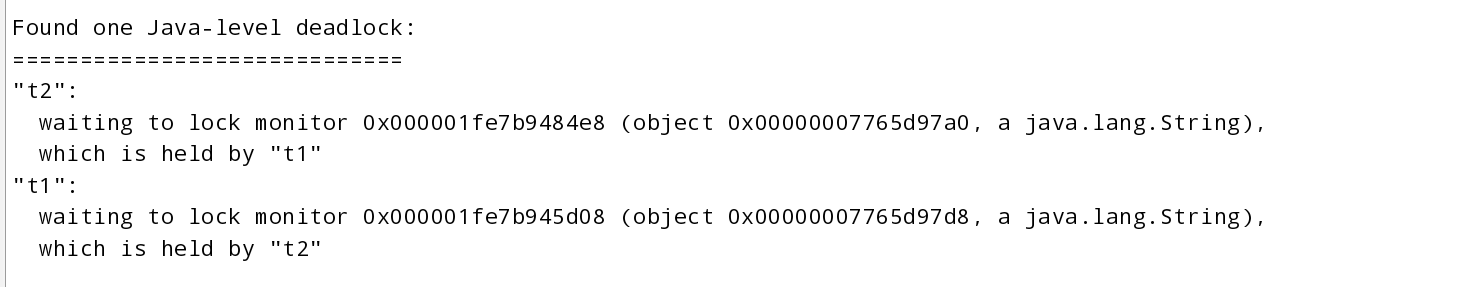 Found one Java-level deadlock:
=============================
"t2":
  waiting to lock monitor 0x000001fe7b9484e8 (object 0x00000007765d97a0, a java.lang.String),
  which is held by "t1"
"t1":
  waiting to lock monitor 0x000001fe7b945d08 (object 0x00000007765d97d8, a java.lang.String),
  which is held by "t2"